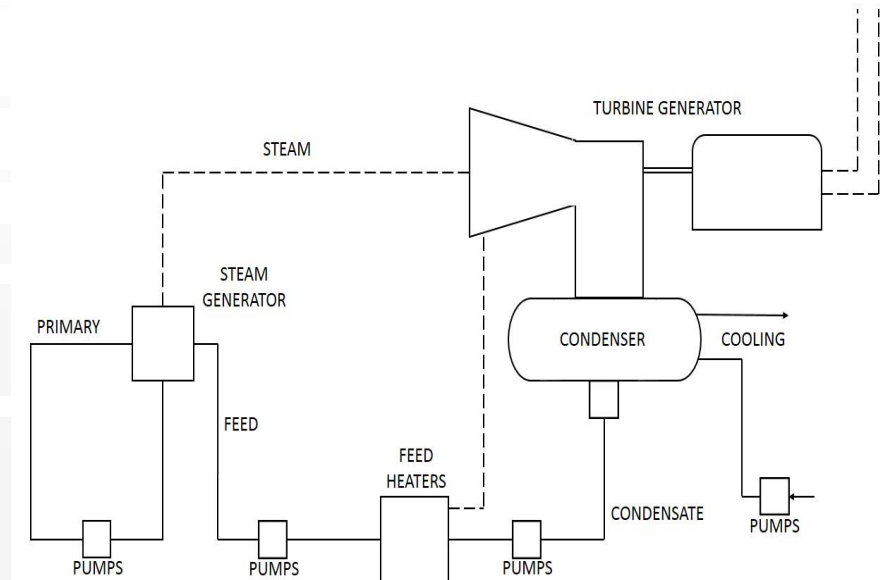 TURBINE GENERATOR
STEAM
STEAM
GENERATOR
PRIMARY
CONDENSER
COOLING
FEED
FEED
HEATERS
CONDENSATE
PUMPS
PUMPS
PUMPS
PUMPS